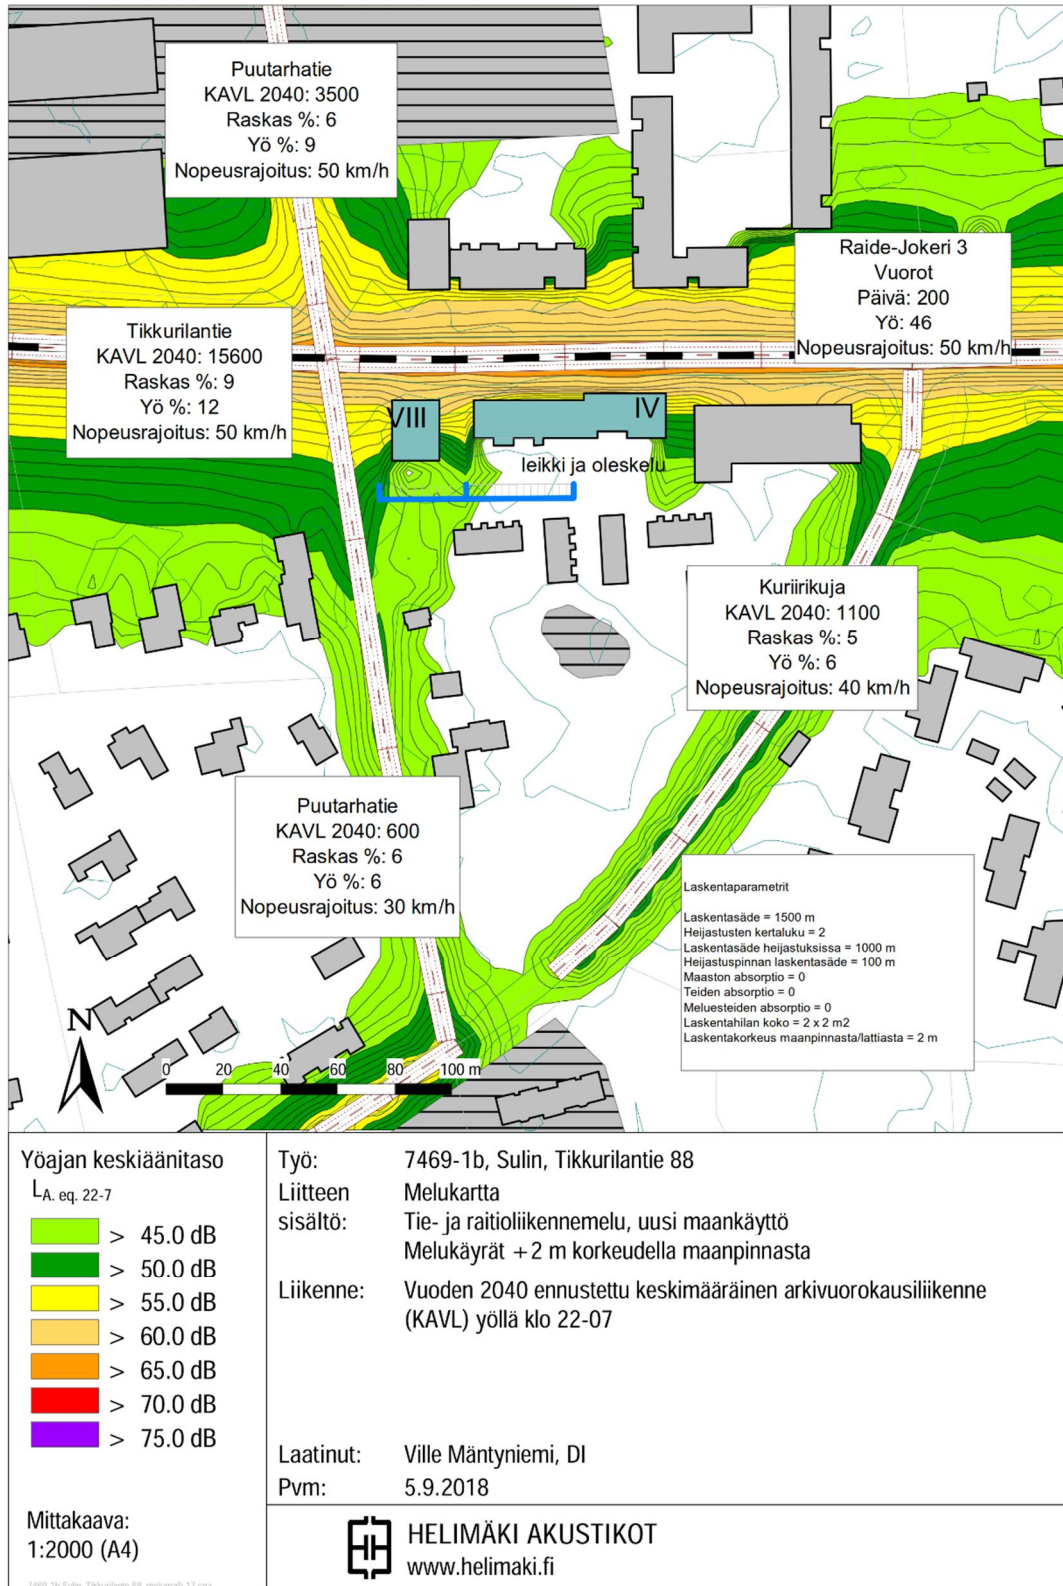 Puutarhatie
KAVL 2040: 3500
Raskas %: 6
Yö %: 9
Nopeusrajoitus: 50 km/h
Raide-Jokeri 3
Vuorot
Päivä: 200
Yö: 46
Nopeusrajoitus: 50 km/h
Tikkurilantie
KAVL 2040: 15600
Raskas %: 9
Yö %: 12
Nopeusrajoitus: 50 km/h
VIII
IV
leikki ja oleskelu
Kuriirikuja
KAVL 2040: 1100
Raskas %: 5
Yö %: 6
Nopeusrajoitus: 40 km/h
Puutarhatie
KAVL 2040: 600
Raskas %: 6
Yö %: 6
Nopeusrajoitus: 30 km/h
Laskentaparametrit
Laskentasäde = 1500 m
Heijastusten kertaluku = 2
Laskentasäde heijastuksissa = 1000 m
Heijastuspinnan laskentasäde = 100 m
Maaston absorptio = 0
Teiden absorptio = 0
Meluesteiden absorptio = 0
Laskentahilan koko = 2 x 2 m2
Laskentakorkeus maanpinnasta/lattiasta = 2 m
N
0 20 40 60 80 100 m
Yöajan keskiäänitaso
LA. eq. 22-7
> 45.0 dB
> 50.0 dB
> 55.0 dB
> 60.0 dB
> 65.0 dB
> 70.0 dB
> 75.0 dB
Mittakaava:
1:2000 (A4)
Työ: 7469-1b, Sulin, Tikkurilantie 88
Liitteen Melukartta
sisältö: Tie- ja raitioliikennemelu, uusi maankäyttö
Melukäyrät +2 m korkeudella maanpinnasta
Liikenne: Vuoden 2040 ennustettu keskimääräinen arkivuorokausiliikenne
(KAVL) yöllä klo 22-07
Laatinut: Ville Mäntyniemi, DI
Pvm: 5.9.2018
HELIMÄKI AKUSTIKOT
www.helimaki.fi